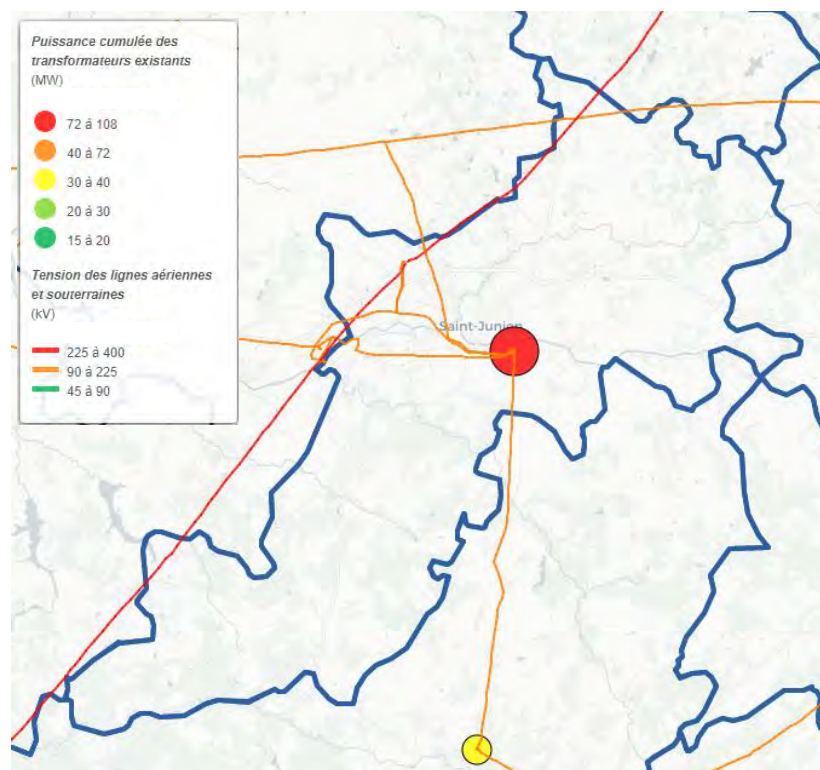 Puissance cumulée des
transformateurs existants
(MW)
72 à 108
40 à 72
30 à 40
20 à 30
15 à 20
Tension des lignes aériennes
et souterraines
(kV)
225 à 400
90 à 225
45 à 90
Saint-Junien